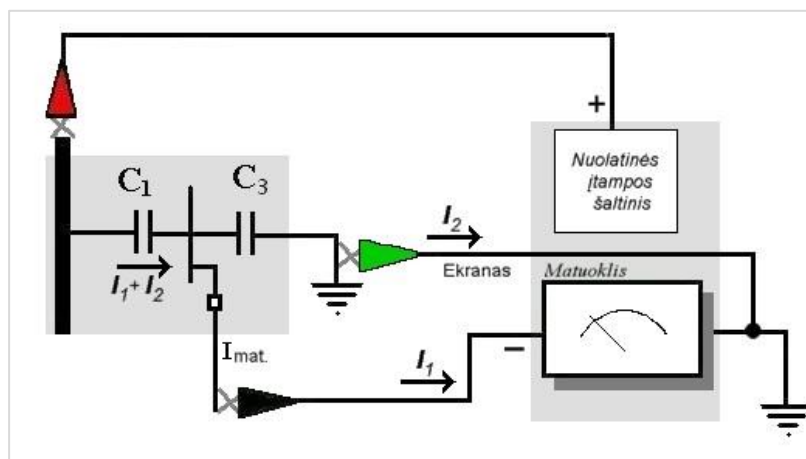 +
Nuolatinės
įtampos
šaltinis
C₁
C₃
I₂
I₁+ I₂
Ekranas
Matuoklis
Imat.
I₁
−